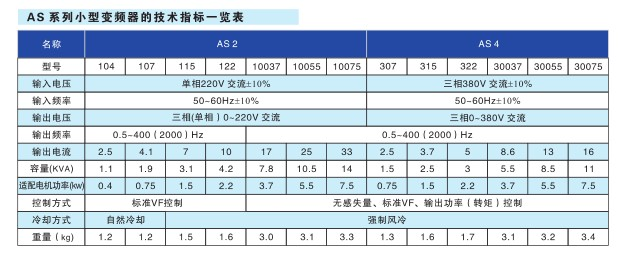 AS 系列小型变频器的技术指标一览表
名称 AS 2 AS 4
型号 104 107 115 122 10037 10055 10075 307 315 322 30037 30055 30075
输入电压 单相220V 交流±10% 三相380V 交流±10%
输入频率 50~60Hz±10% 50~60Hz±10%
输出电压 三相(单相)0~220V 交流 三相0~380V 交流
输出频率 0.5~400（2000）Hz 0.5~400（2000）Hz
输出电流 2.5 4.1 7 10 17 25 33 2.5 3.7 5 8.6 13 16
容量(KVA) 1.1 1.9 3.1 4.2 7.8 10.5 14 1.5 2.5 3 5.5 8.5 11
适配电机功率(kw) 0.4 0.75 1.5 2.2 3.7 5.5 7.5 0.75 1.5 2.2 3.7 5.5 7.5
控制方式 标准VF控制 无感失量、标准VF、输出功率（转矩）控制
冷却方式 自然冷却 强制风冷
重量（kg） 1.2 1.2 1.5 1.6 3.0 3.1 3.3 1.3 1.6 1.7 3.1 3.2 3.4